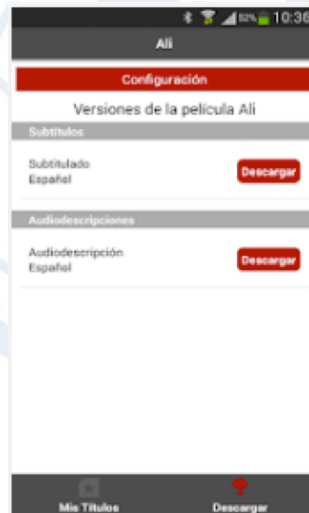 52% 10:36
Ali
Configuración
Versiones de la película Ali
Subtítulos
Subtitulado
Español
Descargar
Audiodescripciones
Audiodescripción
Español
Descargar
Mis Títulos
Descargar